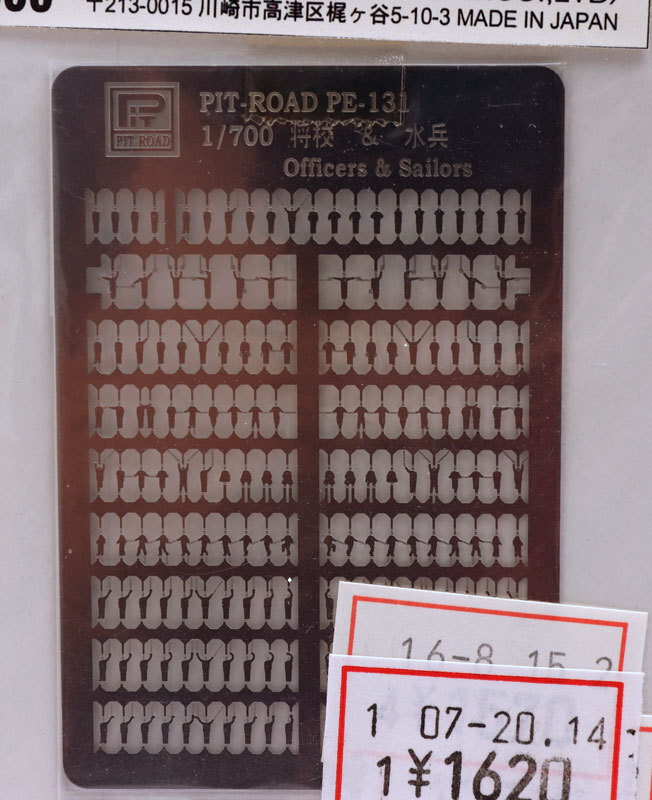 〒213-0015 川崎市高津区梶ヶ谷5-10-3 MADE IN JAPAN
PIT
PIT-ROAD
PIT-ROAD PE-131
1/700 将校 & 水兵
Officers & Sailors
16-8 15.2
1 07-20.14
1¥1620